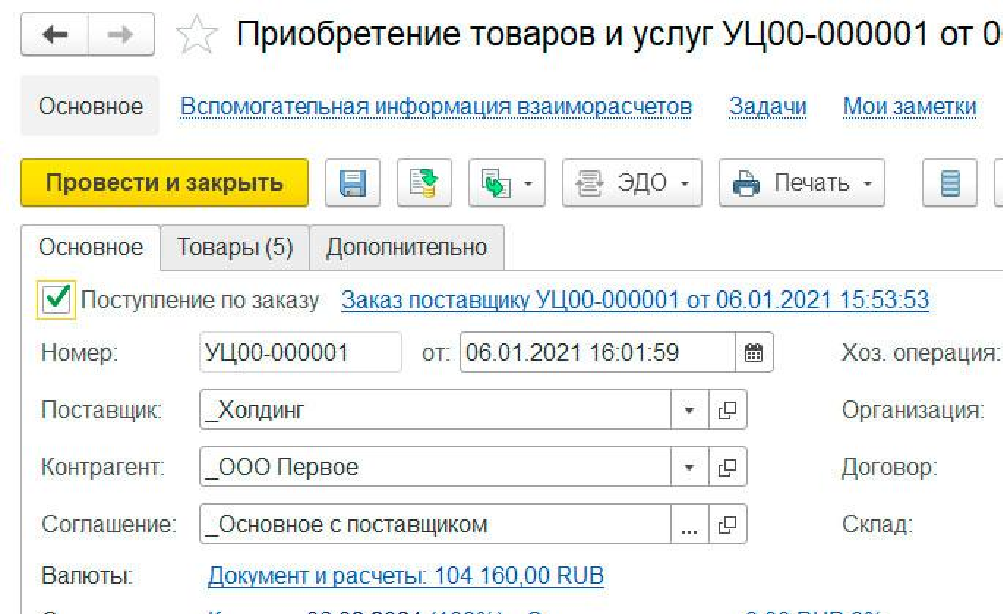 Приобретение товаров и услуг УЦ00-000001 от 0
Основное Вспомогательная информация взаиморасчетов Задачи Мои заметки
Провести и закрыть ЭДО Печать
Основное Товары (5) Дополнительно
Поступление по заказу Заказ поставщику УЦ00-000001 от 06.01.2021 15:53:53
Номер: УЦ00-000001 от: 06.01.2021 16:01:59 Хоз. операция:
Поставщик: _Холдинг Организация:
Контрагент: _ООО Первое Договор:
Соглашение: _Основное с поставщиком ... Склад:
Валюты: Документ и расчеты: 104 160,00 RUB